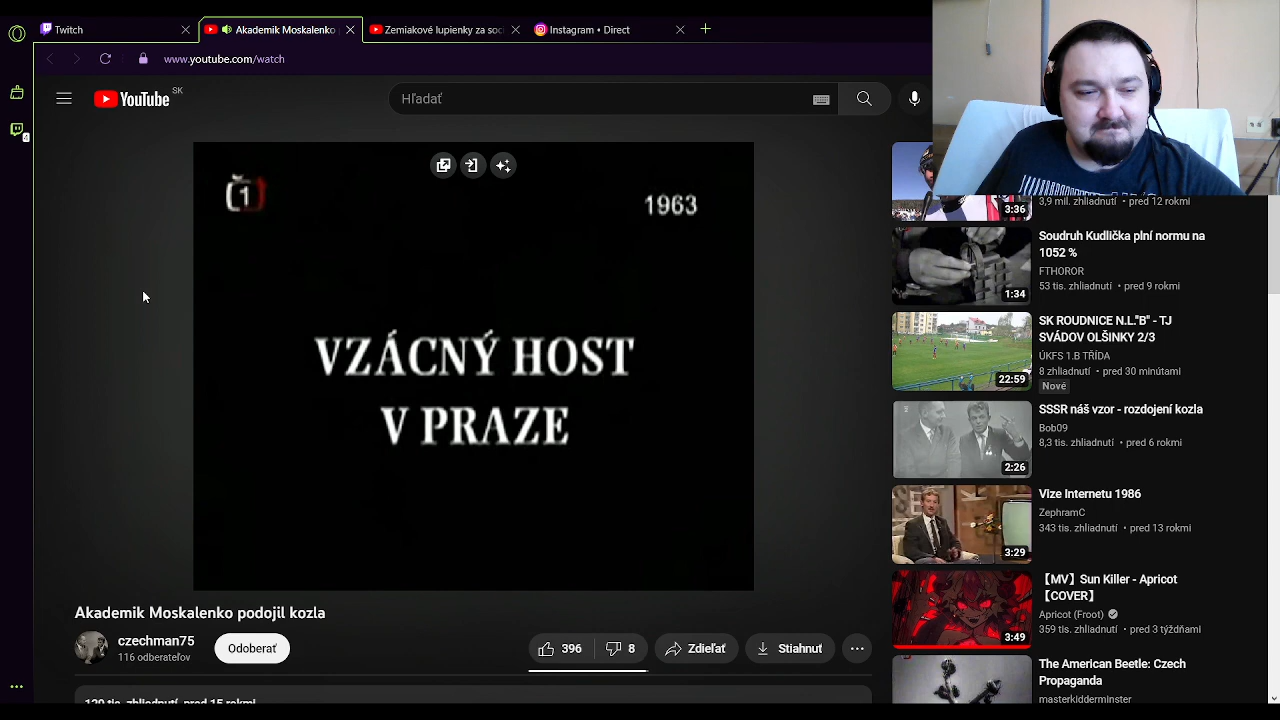 Twitch
Akademik Moskalenko
Zemiakové lupienky za soc
Instagram • Direct
www.youtube.com/watch
YouTube SK
Hľadať
Č1
1963
VZÁCNÝ HOST
V PRAZE
Akademik Moskalenko podojil kozla
czechman75
116 odberateľov
Odoberať
396
8
Zdieľať
Stiahnuť
3:36
3,9 mil. zhliadnutí • pred 12 rokmi
Soudruh Kudlička plní normu na
1052 %
FTHOROR
53 tis. zhliadnutí • pred 9 rokmi
1:34
SK ROUDNICE N.L."B" - TJ
SVÁDOV OLŠINKY 2/3
ÚKFS 1.B TŘÍDA
8 zhliadnutí • pred 30 minútami
22:59
Nové
SSSR náš vzor - rozdojení kozla
Bob09
8,3 tis. zhliadnutí • pred 6 rokmi
2:26
Vize Internetu 1986
ZephramC
343 tis. zhliadnutí • pred 13 rokmi
3:29
【MV】Sun Killer - Apricot
【COVER】
Apricot (Froot)
359 tis. zhliadnutí • pred 3 týždňami
3:49
The American Beetle: Czech
Propaganda
masterkidderminster